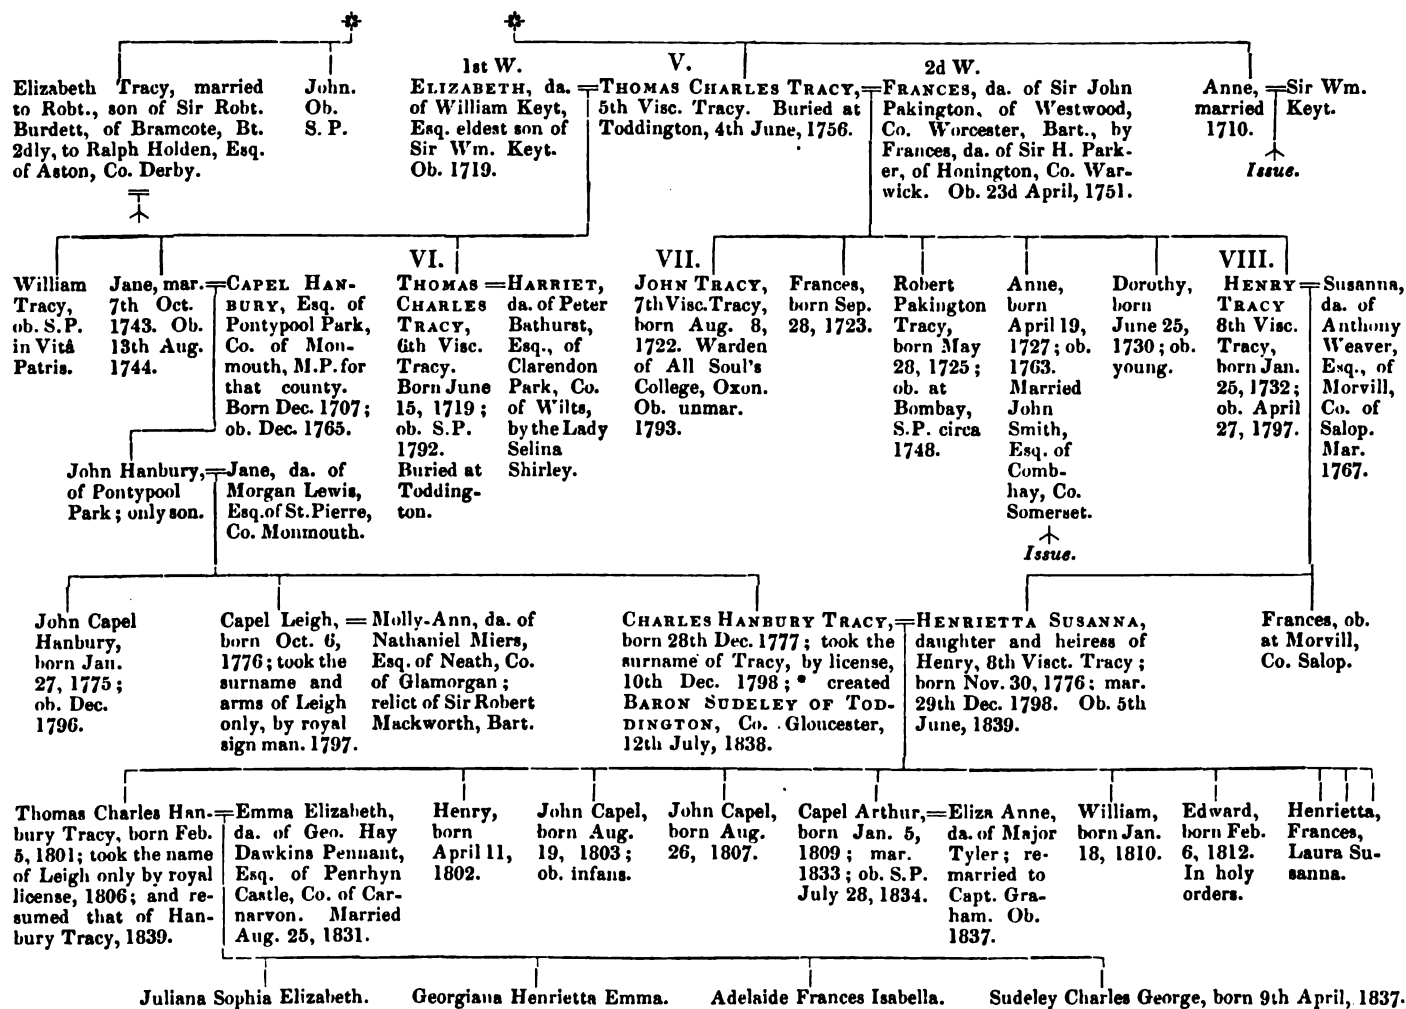 Elizabeth Tracy, married
to Robt., son of Sir Robt.
Burdett, of Bramcote, Bt.
2dly, to Ralph Holden, Esq.
of Aston, Co. Derby.
John.
Ob.
S. P.
1st W.
ELIZABETH, da.
of William Keyt,
Esq. eldest son of
Sir Wm. Keyt.
Ob. 1719.
V.
THOMAS CHARLES TRACY,
5th Visc. Tracy. Buried at
Toddington, 4th June, 1756.
2d W.
FRANCES, da. of Sir John
Pakington, of Westwood,
Co. Worcester, Bart., by
Frances, da. of Sir H. Park-
er, of Honington, Co. War-
wick. Ob. 23d April, 1751.
Anne,
married
1710.
Sir Wm.
Keyt.
Issue.
William
Tracy,
ob. S. P.
in Vitâ
Patris.
Jane, mar.
7th Oct.
1743. Ob.
13th Aug.
1744.
CAPEL HAN-
BURY, Esq. of
Pontypool Park,
Co. of Mon-
mouth, M.P. for
that county.
Born Dec. 1707;
ob. Dec. 1765.
VI.
THOMAS
CHARLES
TRACY,
6th Visc.
Tracy.
Born June
15, 1719;
ob. S.P.
1792.
Buried at
Todding-
ton.
HARRIET,
da. of Peter
Bathurst,
Esq., of
Clarendon
Park, Co.
of Wilts,
by the Lady
Selina
Shirley.
VII.
JOHN TRACY,
7th Visc. Tracy,
born Aug. 8,
1722. Warden
of All Soul's
College, Oxon.
Ob. unmar.
1793.
Frances,
born Sep.
28, 1723.
Robert
Pakington
Tracy,
born May
28, 1725;
ob. at
Bombay,
S.P. circa
1748.
Anne,
born
April 19,
1727; ob.
1763.
Married
John
Smith,
Esq. of
Comb-
hay, Co.
Somerset.
Issue.
Dorothy,
born
June 25,
1730; ob.
young.
VIII.
HENRY
TRACY
8th Visc.
Tracy,
born Jan.
25, 1732;
ob. April
27, 1797.
Susanna,
da. of
Anthony
Weaver,
Esq., of
Morvill,
Co. of
Salop.
Mar.
1767.
John Hanbury,
of Pontypool
Park; only son.
Jane, da. of
Morgan Lewis,
Esq. of St. Pierre,
Co. Monmouth.
John Capel
Hanbury,
born Jan.
27, 1775;
ob. Dec.
1796.
Capel Leigh,
born Oct. 6,
1776; took the
surname and
arms of Leigh
only, by royal
sign man. 1797.
Molly-Ann, da. of
Nathaniel Miers,
Esq. of Neath, Co.
of Glamorgan;
relict of Sir Robert
Mackworth, Bart.
CHARLES HANBURY TRACY,
born 28th Dec. 1777; took the
surname of Tracy, by license,
10th Dec. 1798; * created
BARON SUDELEY OF TOD-
DINGTON, Co. Gloucester,
12th July, 1838.
HENRIETTA SUSANNA,
daughter and heiress of
Henry, 8th Visct. Tracy;
born Nov. 30, 1776; mar.
29th Dec. 1798. Ob. 5th
June, 1839.
Frances, ob.
at Morvill,
Co. Salop.
Thomas Charles Han-
bury Tracy, born Feb.
5, 1801; took the name
of Leigh only by royal
license, 1806; and re-
sumed that of Han-
bury Tracy, 1839.
Emma Elizabeth,
da. of Geo. Hay
Dawkins Pennant,
Esq. of Penrhyn
Castle, Co. of Car-
narvon. Married
Aug. 25, 1831.
Henry,
born
April 11,
1802.
John Capel,
born Aug.
19, 1803;
ob. infans.
John Capel,
born Aug.
26, 1807.
Capel Arthur,
born Jan. 5,
1809; mar.
1833; ob. S.P.
July 28, 1834.
Eliza Anne,
da. of Major
Tyler; re-
married to
Capt. Gra-
ham. Ob.
1837.
William,
born Jan.
18, 1810.
Edward,
born Feb.
6, 1812.
In holy
orders.
Henrietta,
Frances,
Laura Su-
sanna.
Juliana Sophia Elizabeth.
Georgiana Henrietta Emma.
Adelaide Frances Isabella.
Sudeley Charles George, born 9th April, 1837.